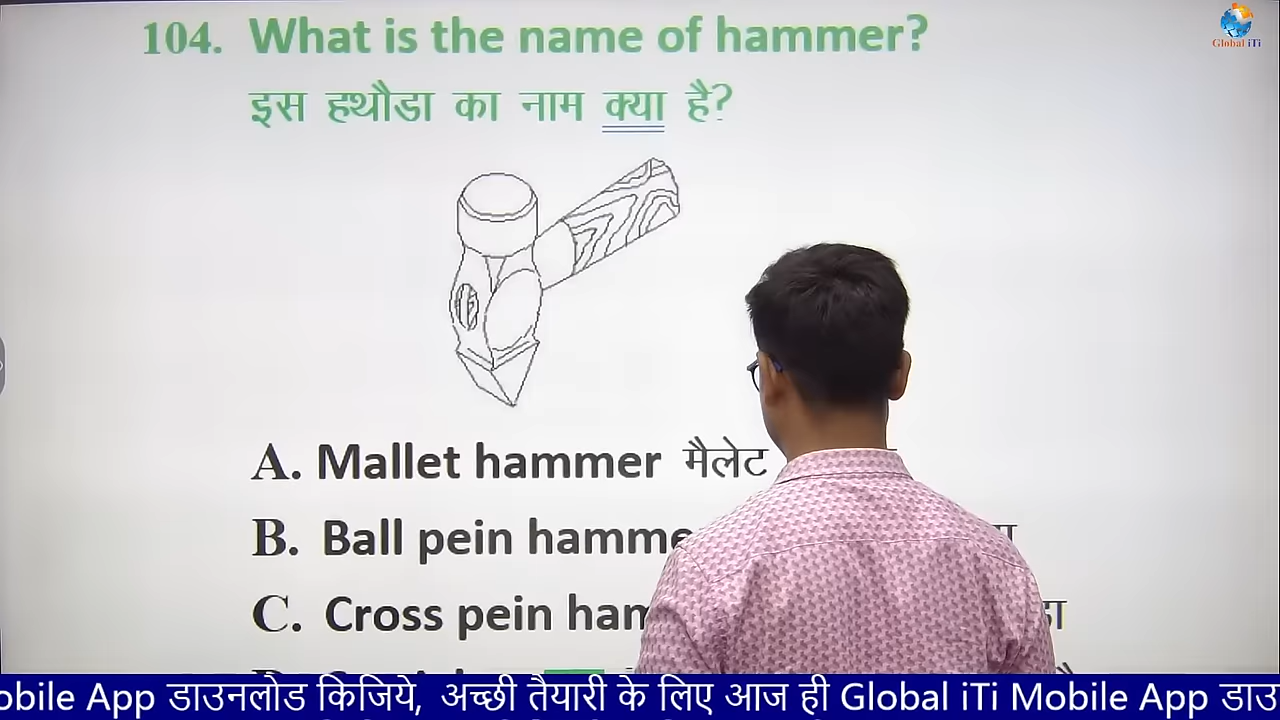 104. What is the name of hammer?
Global iTi
इस हथौडा का नाम क्या है?
A. Mallet hammer मैलेट
B. Ball pein hamme
C. Cross pein ham
obile App डाउनलोड किजिये, अच्छी तैयारी के लिए आज ही Global iTi Mobile App डाउ